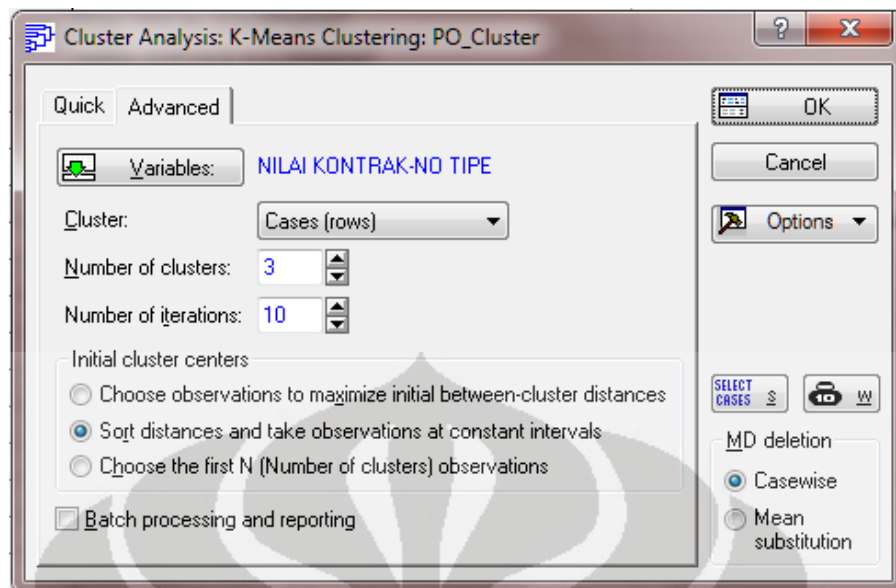 Cluster Analysis: K-Means Clustering: PO_Cluster
? X
Quick Advanced
OK
Variables: NILAI KONTRAK-NO TIPE
Cancel
Cluster: Cases (rows)
Options
Number of clusters: 3
Number of iterations: 10
Initial cluster centers
Choose observations to maximize initial between-cluster distances
Sort distances and take observations at constant intervals
Choose the first N (Number of clusters) observations
SELECT CASES S W
MD deletion
Casewise
Mean
substitution
Batch processing and reporting